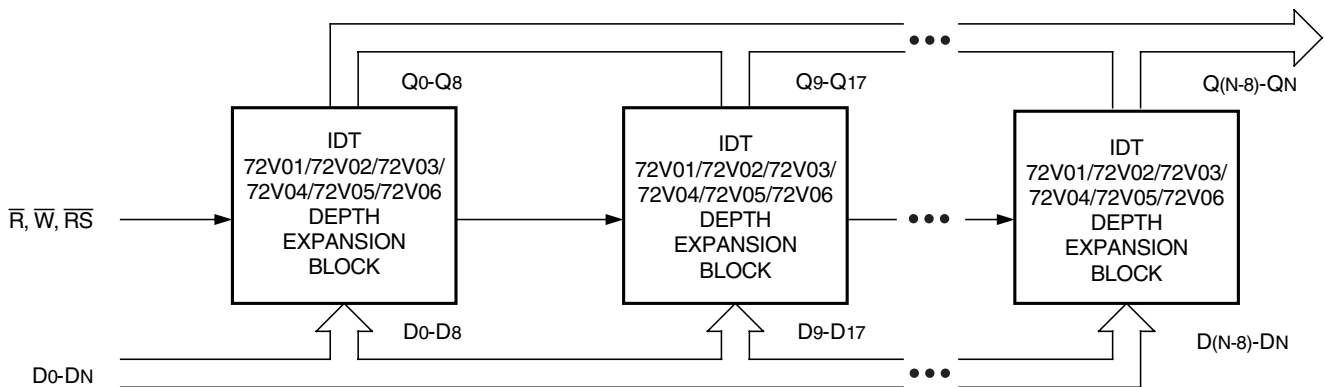 Q0-Q8
Q9-Q17
Q(N-8)-QN
IDT
72V01/72V02/72V03/
72V04/72V05/72V06
DEPTH
EXPANSION
BLOCK
IDT
72V01/72V02/72V03/
72V04/72V05/72V06
DEPTH
EXPANSION
BLOCK
IDT
72V01/72V02/72V03/
72V04/72V05/72V06
DEPTH
EXPANSION
BLOCK
R̅, W̅, R̅S̅
D0-D8
D9-D17
D(N-8)-DN
D0-DN